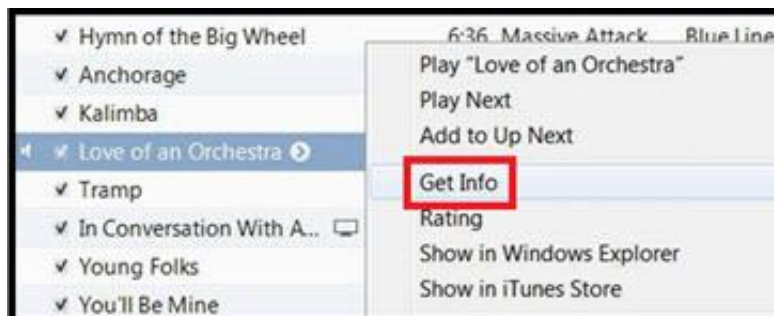 Hymn of the Big Wheel 6:36 Massive Attack Blue Line
Anchorage
Kalimba
Love of an Orchestra
Tramp
In Conversation With A...
Young Folks
You'll Be Mine
Play "Love of an Orchestra"
Play Next
Add to Up Next
Get Info
Rating
Show in Windows Explorer
Show in iTunes Store